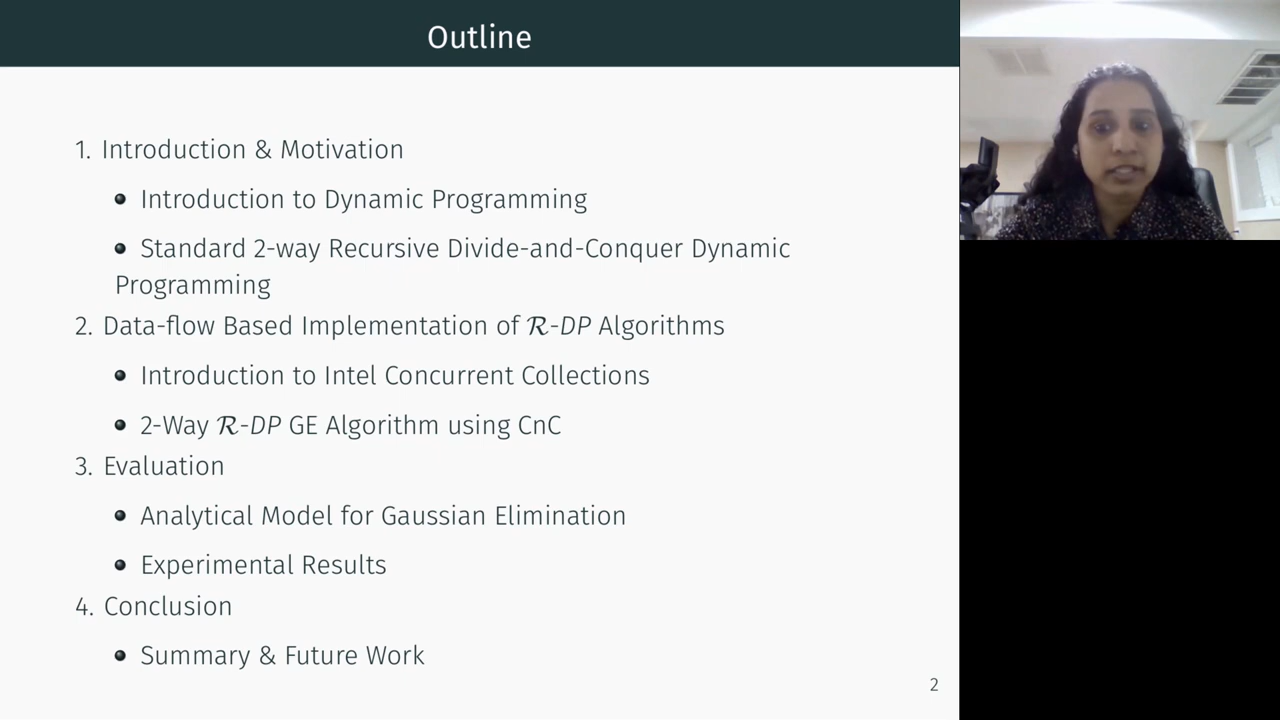 Outline
1. Introduction & Motivation
• Introduction to Dynamic Programming
• Standard 2-way Recursive Divide-and-Conquer Dynamic
Programming
2. Data-flow Based Implementation of 𝓡-DP Algorithms
• Introduction to Intel Concurrent Collections
• 2-Way 𝓡-DP GE Algorithm using CnC
3. Evaluation
• Analytical Model for Gaussian Elimination
• Experimental Results
4. Conclusion
• Summary & Future Work
2